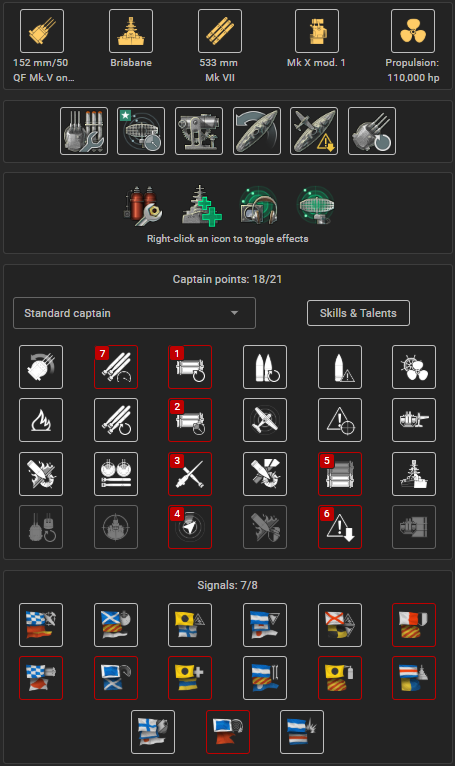 152 mm/50
QF Mk.V on...
Brisbane
533 mm
Mk VII
Mk X mod. 1
Propulsion:
110,000 hp
Right-click an icon to toggle effects
Captain points: 18/21
Standard captain
Skills & Talents
7
1
2
3
5
4
6
Signals: 7/8